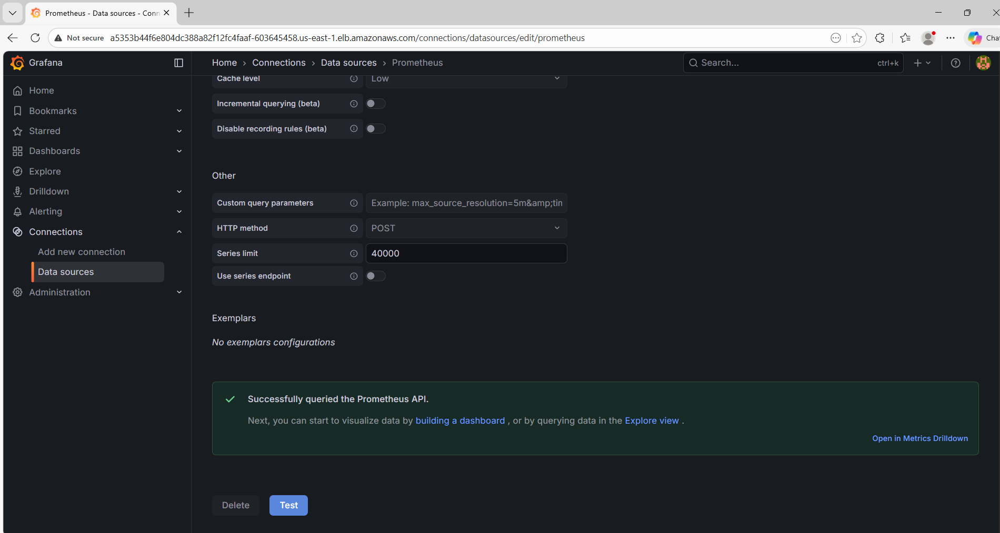 Prometheus - Data sources - Conn
Not secure a5353b44f6e804dc388a82f12fc4faaf-603645458.us-east-1.elb.amazonaws.com/connections/datasources/edit/prometheus
Chat
Grafana
Home › Connections › Data sources › Prometheus
Search... ctrl+k
Home
Bookmarks
Starred
Dashboards
Explore
Drilldown
Alerting
Connections
Add new connection
Data sources
Administration
Cache level Low
Incremental querying (beta)
Disable recording rules (beta)
Other
Custom query parameters Example: max_source_resolution=5m&amp;tin
HTTP method POST
Series limit 40000
Use series endpoint
Exemplars
No exemplars configurations
Successfully queried the Prometheus API.
Next, you can start to visualize data by building a dashboard , or by querying data in the Explore view .
Open in Metrics Drilldown
Delete Test